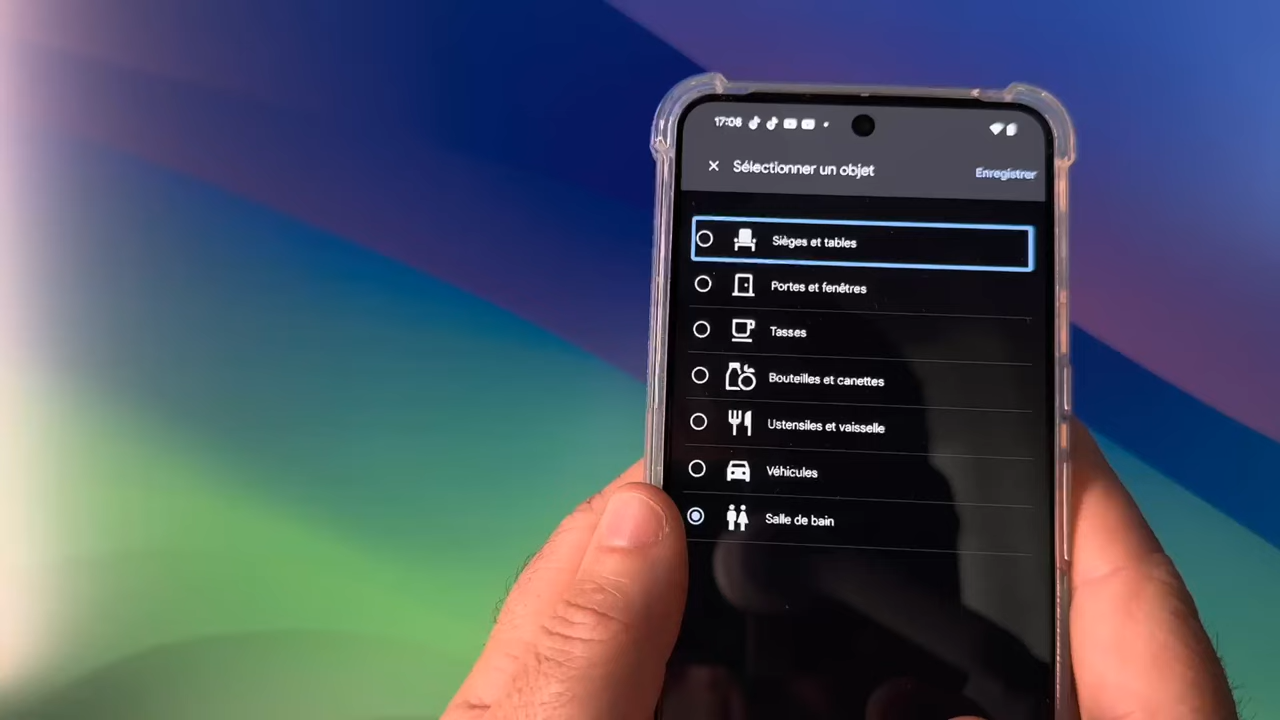 17:08
Sélectionner un objet
Enregistrer
Sièges et tables
Portes et fenêtres
Tasses
Bouteilles et canettes
Ustensiles et vaisselle
Véhicules
Salle de bain